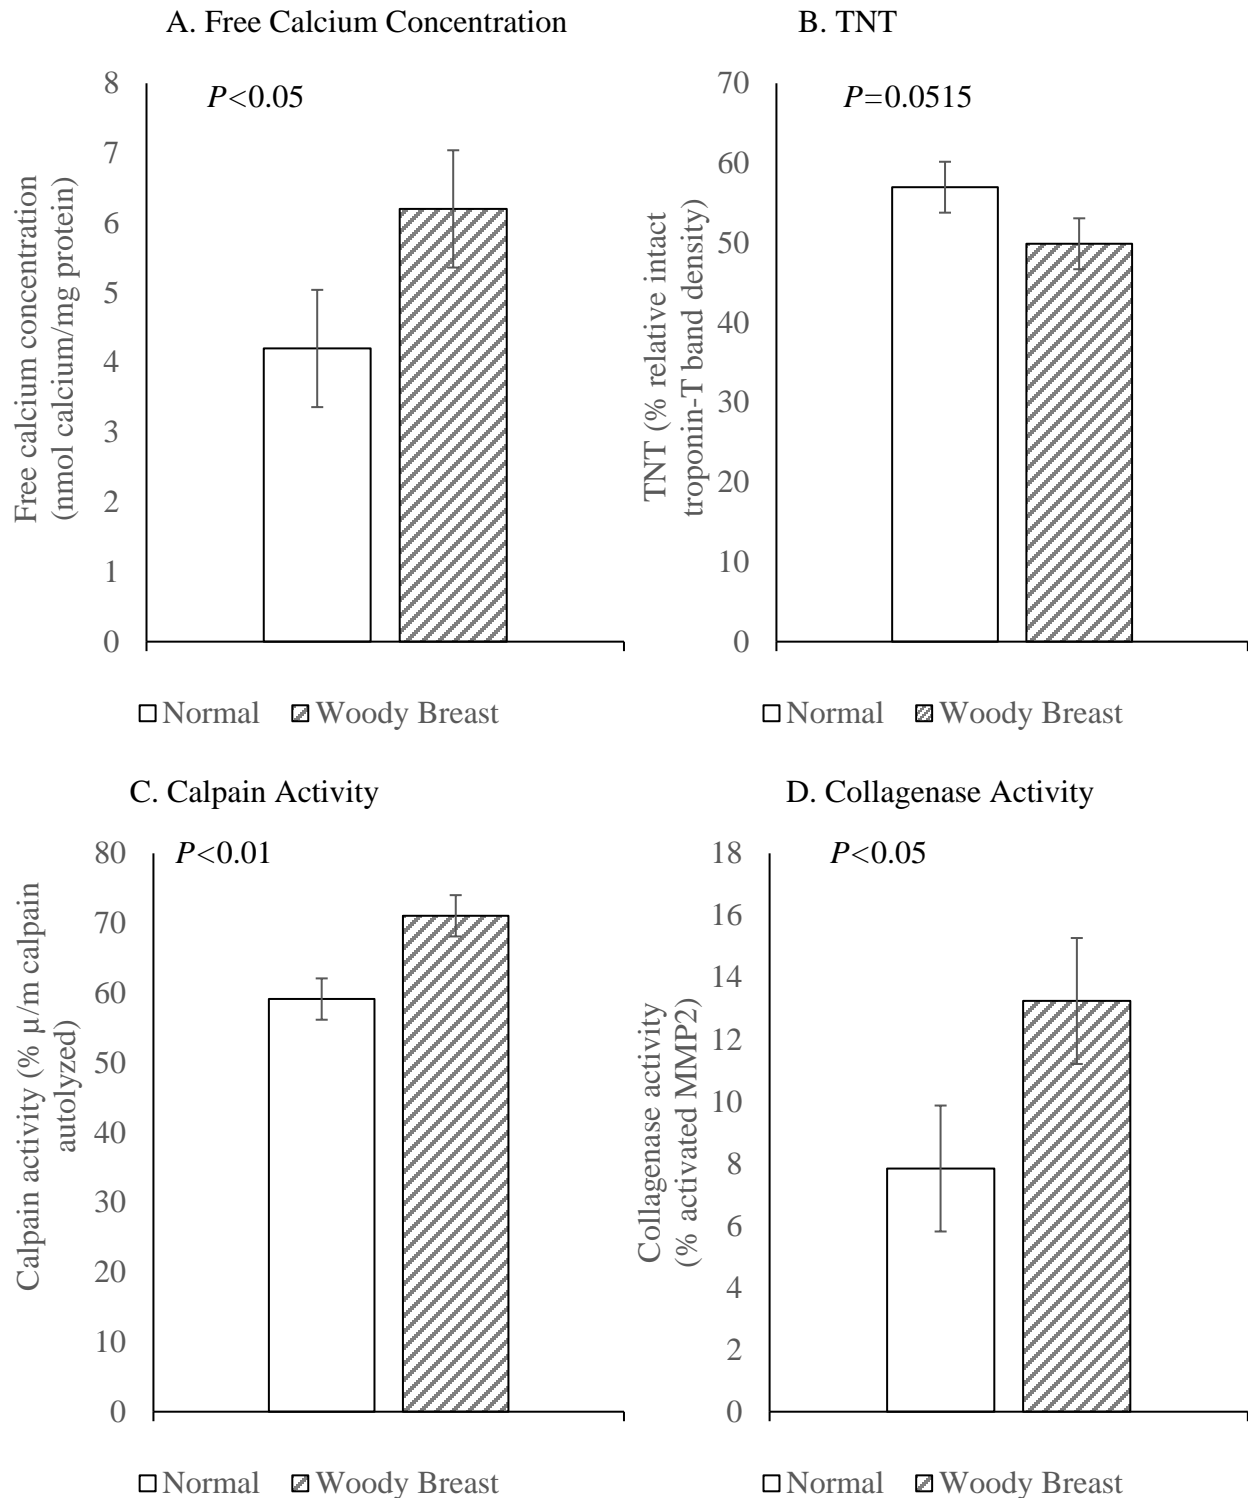 A. Free Calcium Concentration
P<0.05
Free calcium concentration
(nmol calcium/mg protein)
8
7
6
5
4
3
2
1
0
Normal
Woody Breast
B. TNT
P=0.0515
TNT (% relative intact
troponin-T band density)
70
60
50
40
30
20
10
0
Normal
Woody Breast
C. Calpain Activity
P<0.01
Calpain activity (% µ/m calpain
autolyzed)
80
70
60
50
40
30
20
10
0
Normal
Woody Breast
D. Collagenase Activity
P<0.05
Collagenase activity
(% activated MMP2)
18
16
14
12
10
8
6
4
2
0
Normal
Woody Breast